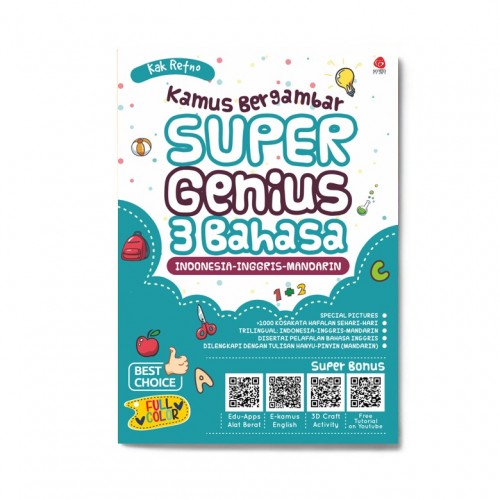 Kak Retno
Kamus Bergambar
SUPER
Genius
3 Bahasa
INDONESIA-INGGRIS-MANDARIN
1+2
C
SPECIAL PICTURES
+1000 KOSAKATA HAFALAN SEHARI-HARI
TRILINGUAL: INDONESIA-INGGRIS-MANDARIN
DISERTAI PELAFALAN BAHASA INGGRIS
DILENGKAPI DENGAN TULISAN HANYU-PINYIN (MANDARIN)
BEST
CHOICE
A
FULL
COLOR
Super Bonus
Edu-Apps
Alat Berat
E-kamus
English
3D Craft
Activity
Free
Tutorial
on Youtube